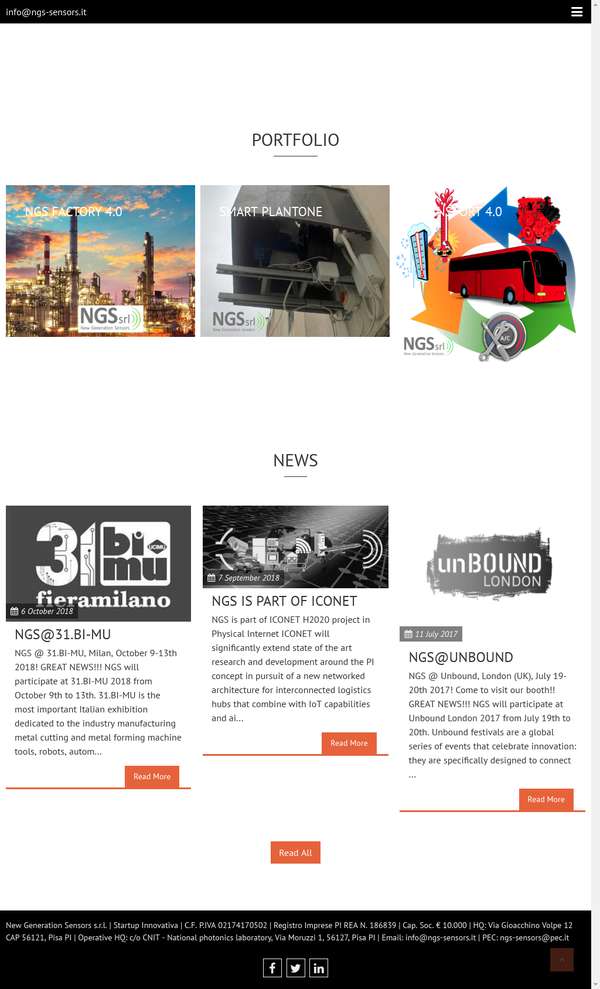 info@ngs-sensors.it
PORTFOLIO
NGS FACTORY 4.0
NGS srl
New Generation Sensors
SMART PLANTONE
NGS srl
New Generation Sensors
4.0
A/C
NGS srl
New Generation Sensors
NEWS
31.bi
mu
UCIMU
fieramilano
6 October 2018
NGS@31.BI-MU
NGS @ 31.BI-MU, Milan, October 9-13th
2018! GREAT NEWS!!! NGS will
participate at 31.BI-MU 2018 from
October 9th to 13th. 31.BI-MU is the
most important Italian exhibition
dedicated to the industry manufacturing
metal cutting and metal forming machine
tools, robots, autom...
Read More
7 September 2018
NGS IS PART OF ICONET
NGS is part of ICONET H2020 project in
Physical Internet ICONET will
significantly extend state of the art
research and development around the PI
concept in pursuit of a new networked
architecture for interconnected logistics
hubs that combine with IoT capabilities
and ai...
Read More
unBOUND
LONDON
11 July 2017
NGS@UNBOUND
NGS @ Unbound, London (UK), July 19-
20th 2017! Come to visit our booth!!
GREAT NEWS!!! NGS will participate at
Unbound London 2017 from July 19th to
20th. Unbound festivals are a global
series of events that celebrate innovation:
they are specifically designed to connect
...
Read More
Read All
New Generation Sensors s.r.l. | Startup Innovativa | C.F. P.IVA 02174170502 | Registro Imprese PI REA N. 186839 | Cap. Soc. € 10.000 | HQ: Via Gioacchino Volpe 12
CAP 56121, Pisa PI | Operative HQ: c/o CNIT - National photonics laboratory, Via Moruzzi 1, 56127, Pisa PI | Email: info@ngs-sensors.it | PEC: ngs-sensors@pec.it